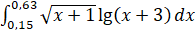 ∫_{0,15}^{0,63} √(x + 1) lg(x + 3) dx